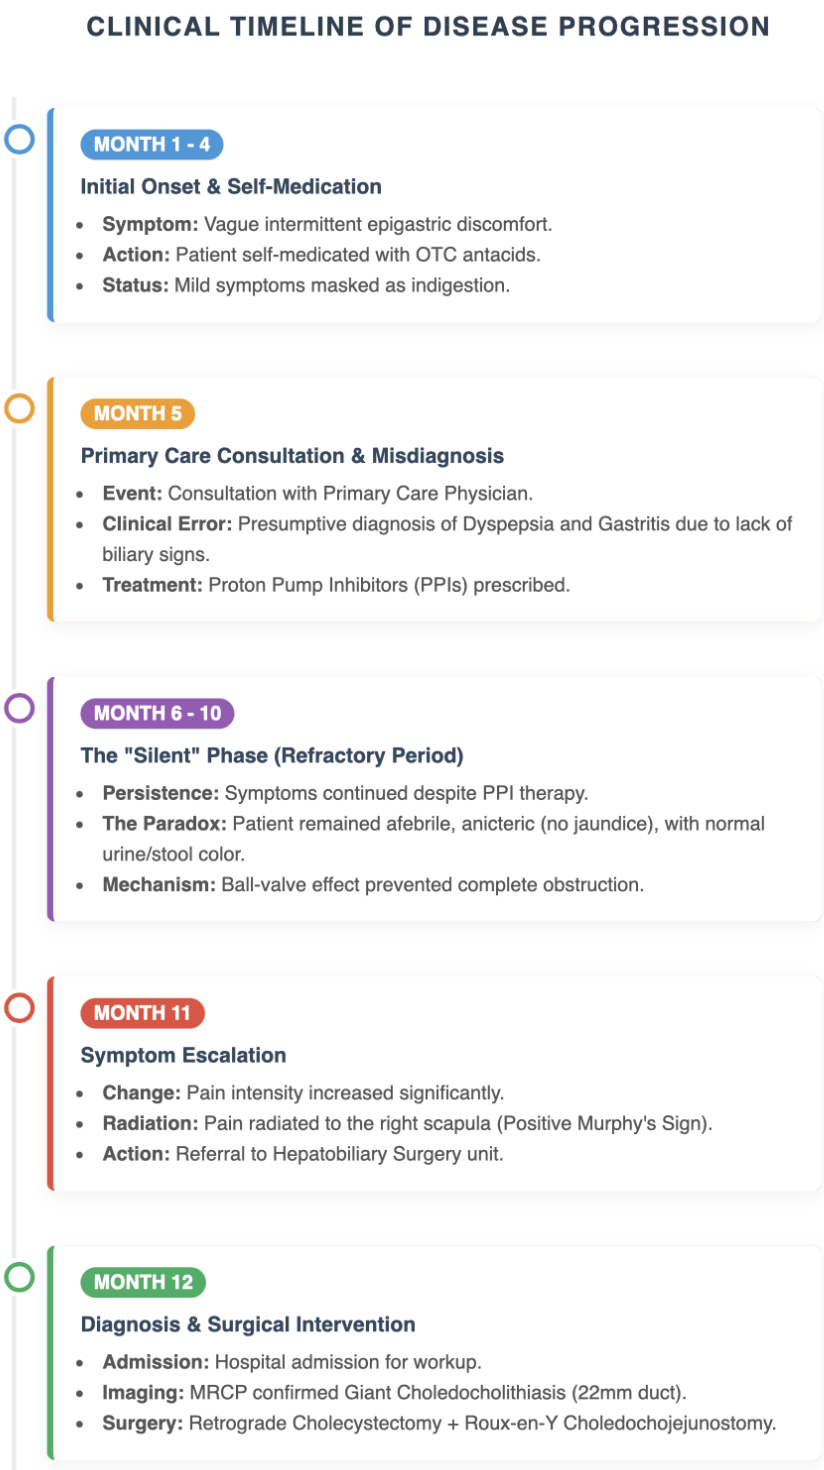 CLINICAL TIMELINE OF DISEASE PROGRESSION
MONTH 1 - 4
Initial Onset & Self-Medication
• Symptom: Vague intermittent epigastric discomfort.
• Action: Patient self-medicated with OTC antacids.
• Status: Mild symptoms masked as indigestion.
MONTH 5
Primary Care Consultation & Misdiagnosis
• Event: Consultation with Primary Care Physician.
• Clinical Error: Presumptive diagnosis of Dyspepsia and Gastritis due to lack of
biliary signs.
• Treatment: Proton Pump Inhibitors (PPIs) prescribed.
MONTH 6 - 10
The "Silent" Phase (Refractory Period)
• Persistence: Symptoms continued despite PPI therapy.
• The Paradox: Patient remained afebrile, anicteric (no jaundice), with normal
urine/stool color.
• Mechanism: Ball-valve effect prevented complete obstruction.
MONTH 11
Symptom Escalation
• Change: Pain intensity increased significantly.
• Radiation: Pain radiated to the right scapula (Positive Murphy's Sign).
• Action: Referral to Hepatobiliary Surgery unit.
MONTH 12
Diagnosis & Surgical Intervention
• Admission: Hospital admission for workup.
• Imaging: MRCP confirmed Giant Choledocholithiasis (22mm duct).
• Surgery: Retrograde Cholecystectomy + Roux-en-Y Choledochojejunostomy.